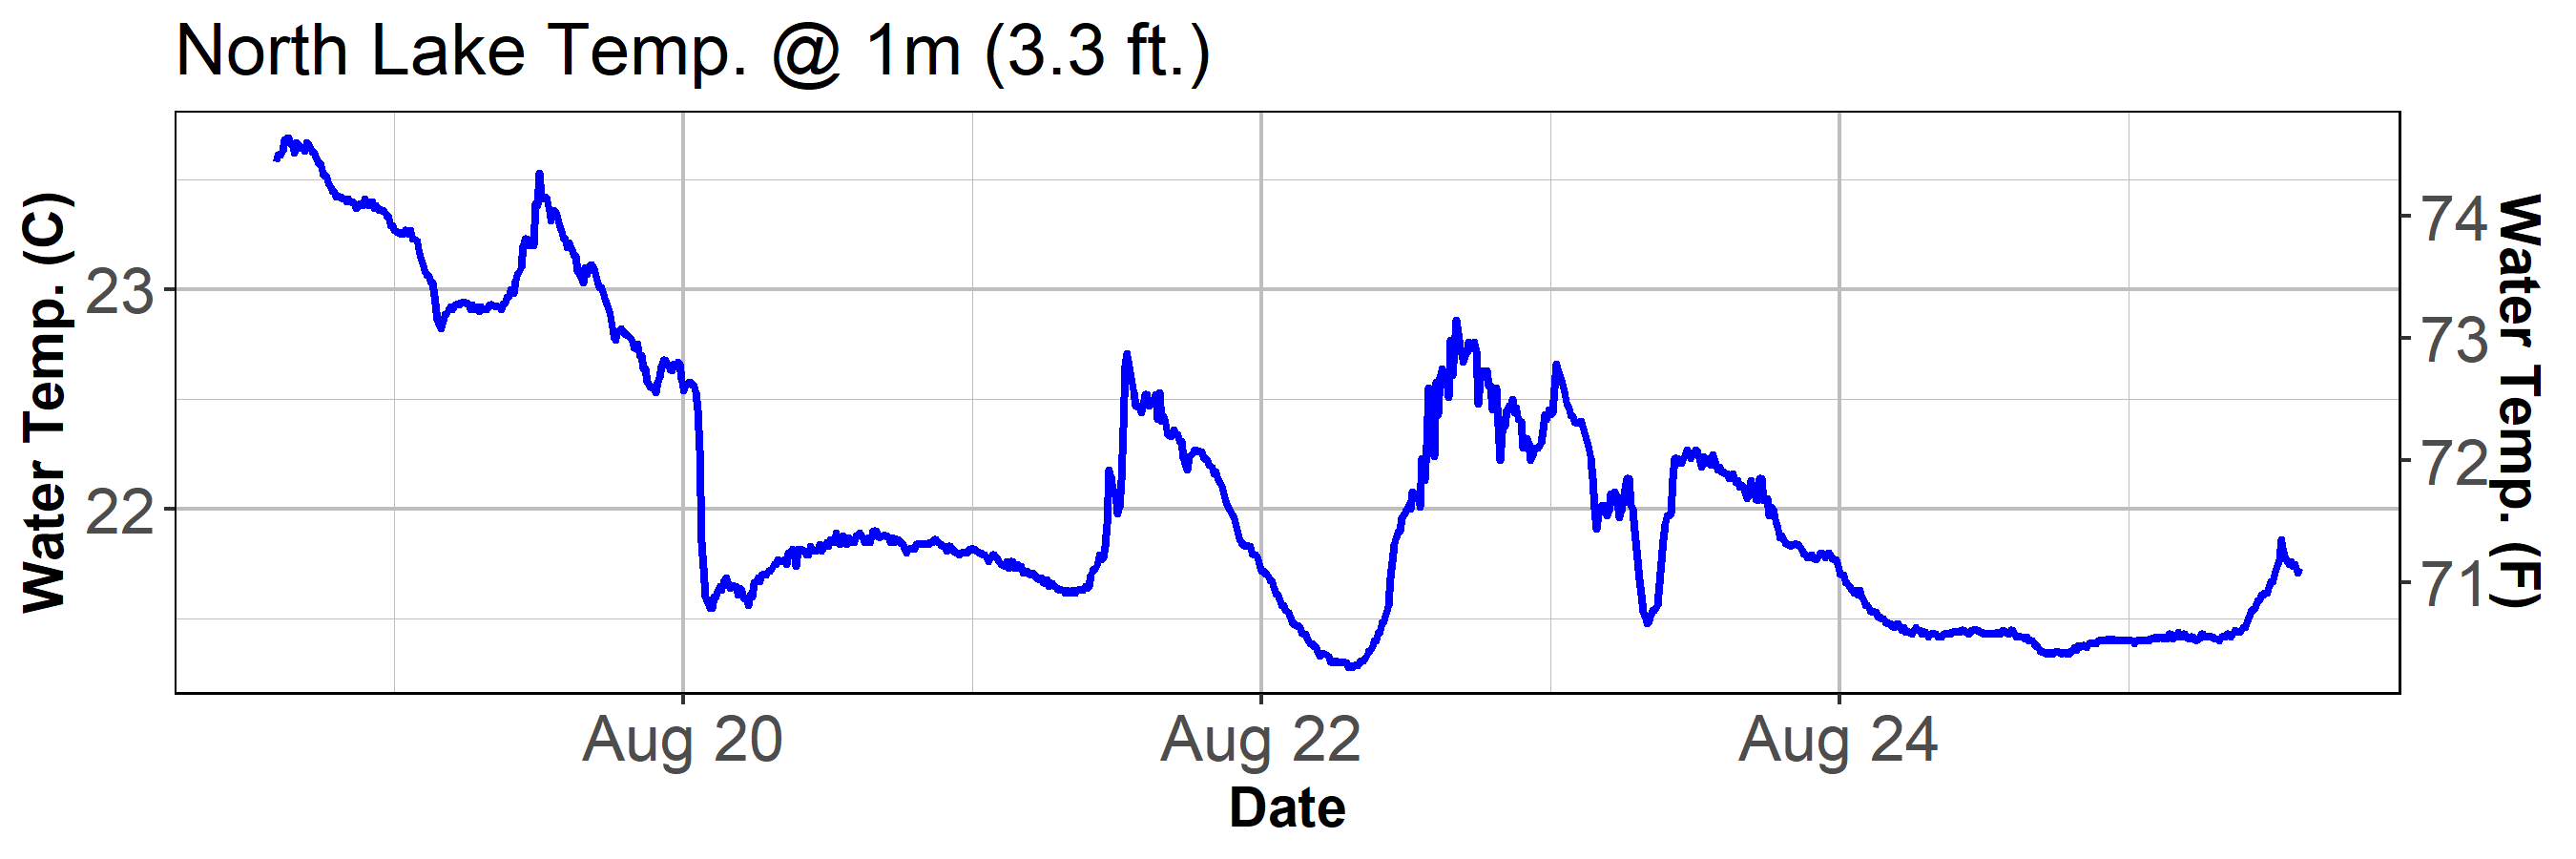 North Lake Temp. @ 1m (3.3 ft.)
Water Temp. (C)
23
22
74
73
72
71
Water Temp. (F)
Aug 20
Aug 22
Aug 24
Date